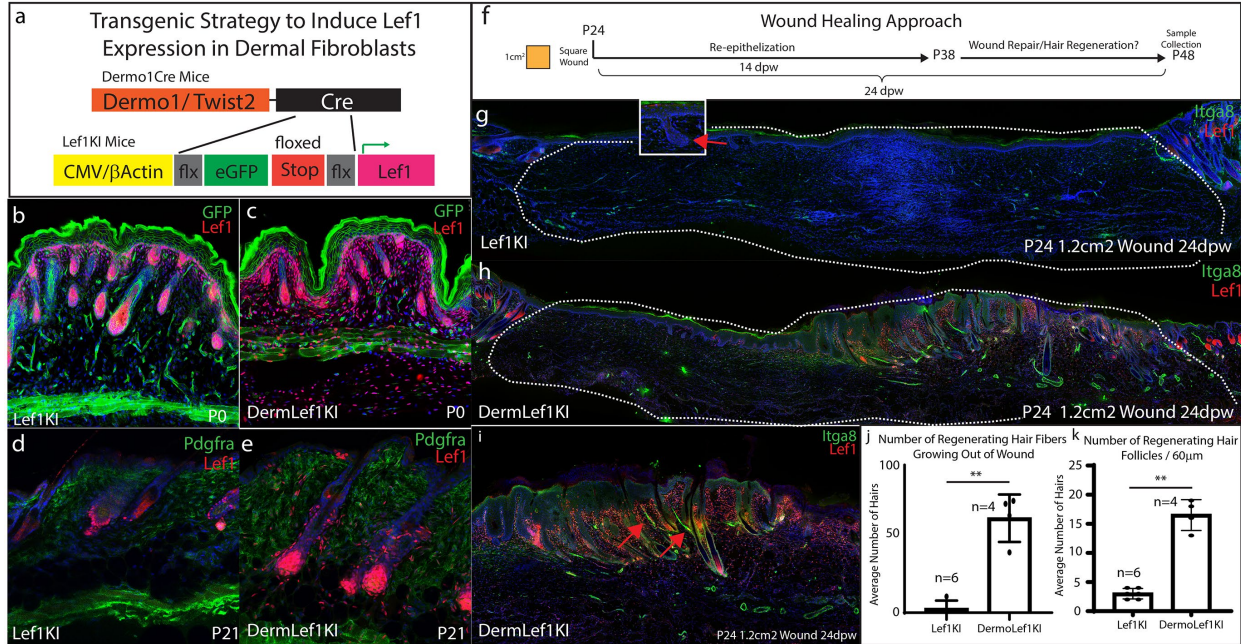 a
Transgenic Strategy to Induce Lef1
Expression in Dermal Fibroblasts
Dermo1Cre Mice
Dermo1/ Twist2
Cre
Lef1KI Mice
floxed
CMV/βActin
flx
eGFP
Stop
flx
Lef1
b
GFP
Lef1
Lef1KI
P0
c
GFP
Lef1
DermLef1KI
P0
d
Pdgfra
Lef1
Lef1KI
P21
e
Pdgfra
Lef1
DermLef1KI
P21
f
Wound Healing Approach
1cm²
Square
Wound
P24
Re-epithelization
14 dpw
P38
Wound Repair/Hair Regeneration?
Sample
Collection
P48
24 dpw
g
Itga8
Lef1
Lef1KI
P24 1.2cm2 Wound 24dpw
h
Itga8
Lef1
DermLef1KI
P24 1.2cm2 Wound 24dpw
i
Itga8
Lef1
DermLef1KI
P24 1.2cm2 Wound 24dpw
j
Number of Regenerating Hair Fibers
Growing Out of Wound
Average Number of Hairs
100
50
0
**
n=6
n=4
Lef1KI
DermoLef1KI
k
Number of Regenerating Hair
Follicles / 60µm
Average Number of Hairs
25
20
15
10
5
0
**
n=6
n=4
Lef1KI
DermoLef1KI